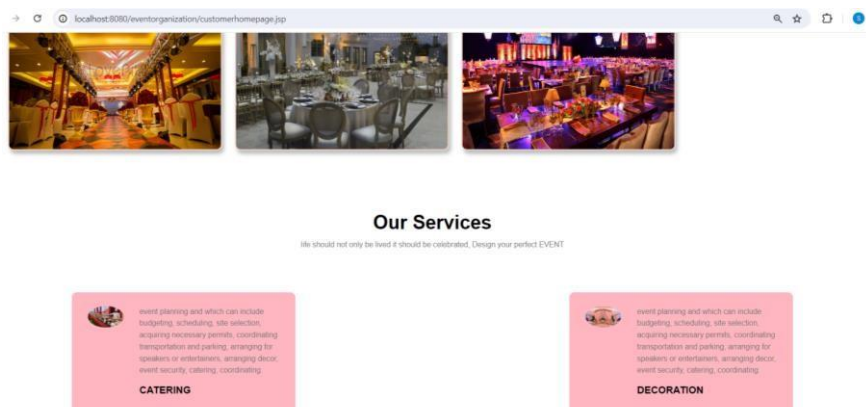 localhost:8080/eventorganization/customerhomepage.jsp
S
Our Services
life should not only be lived it should be celebrated, Design your perfect EVENT
event planning and which can include
budgeting, scheduling, site selection,
acquiring necessary permits, coordinating
transportation and parking, arranging for
speakers or entertainers, arranging decor,
event security, catering, coordinating
CATERING
event planning and which can include
budgeting, scheduling, site selection,
acquiring necessary permits, coordinating
transportation and parking, arranging for
speakers or entertainers, arranging decor,
event security, catering, coordinating
DECORATION